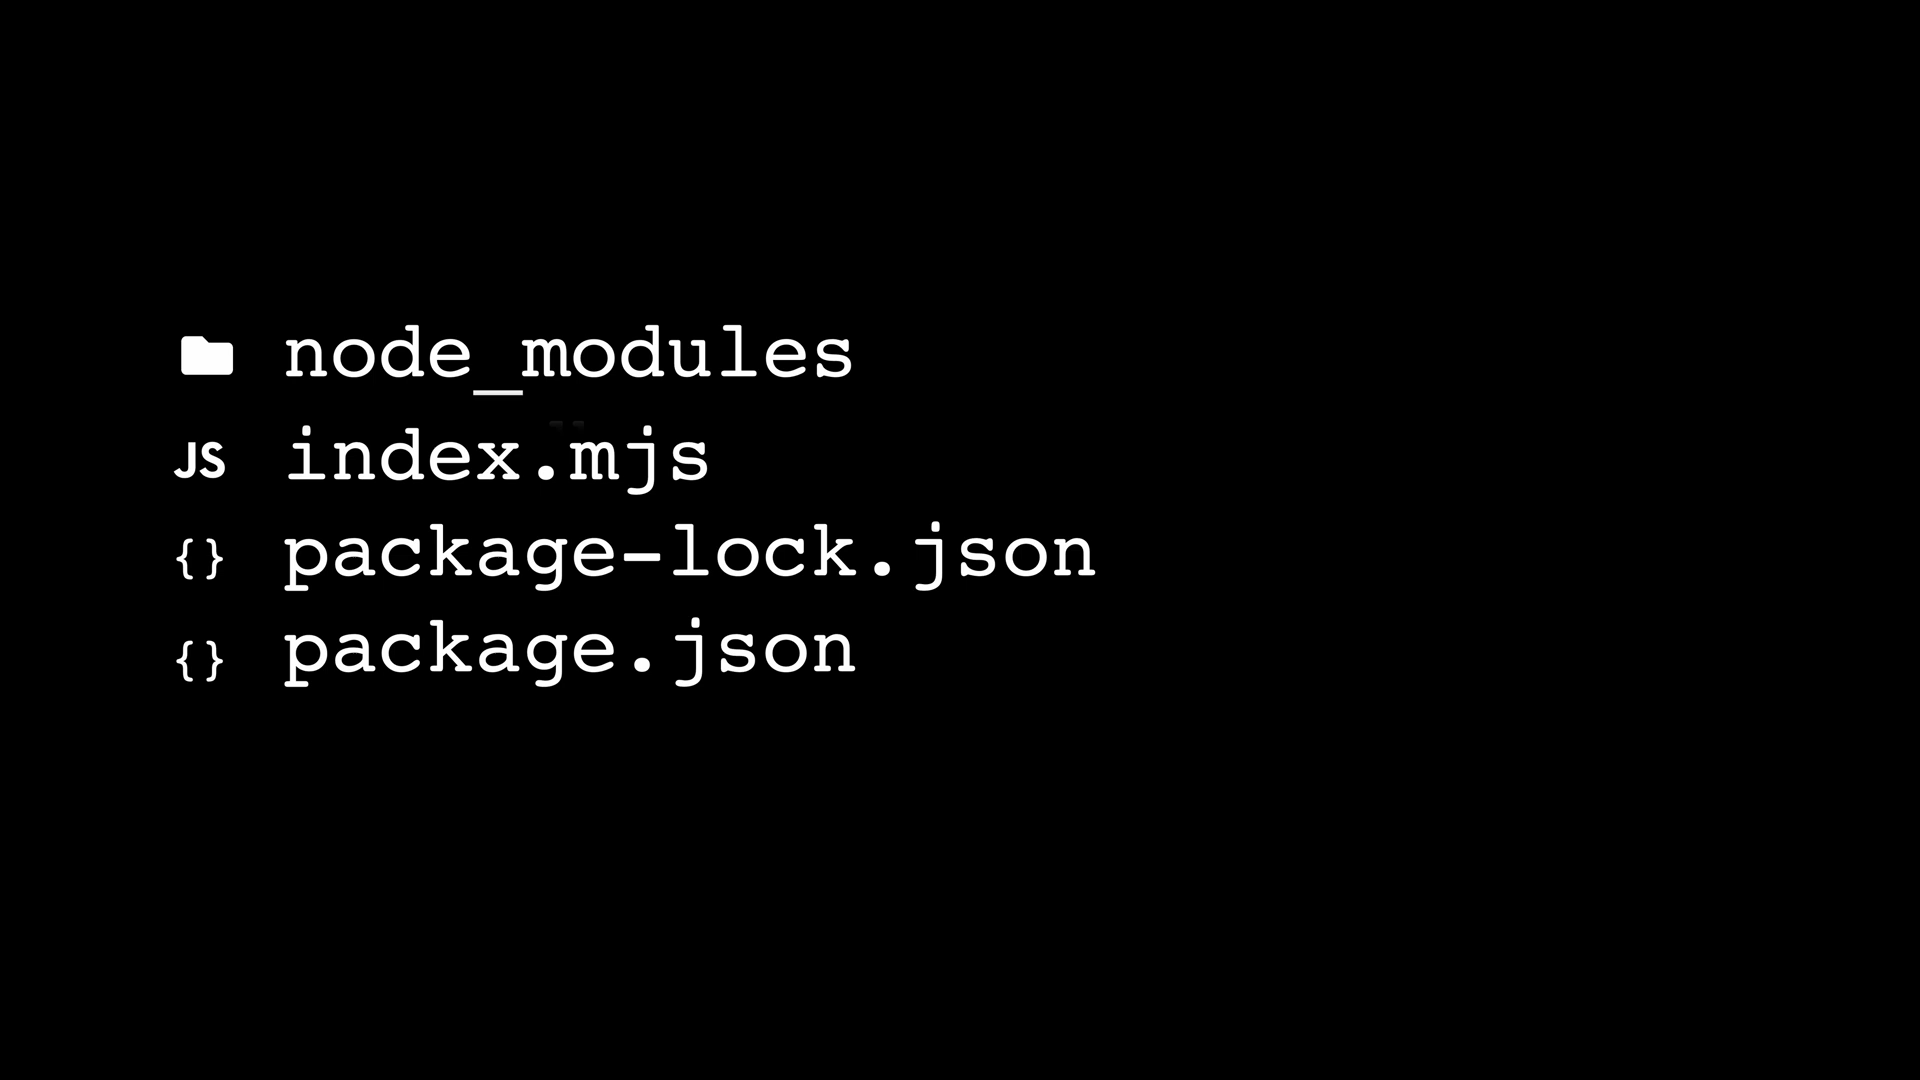 node_modules
JS index.mjs
{} package-lock.json
{} package.json